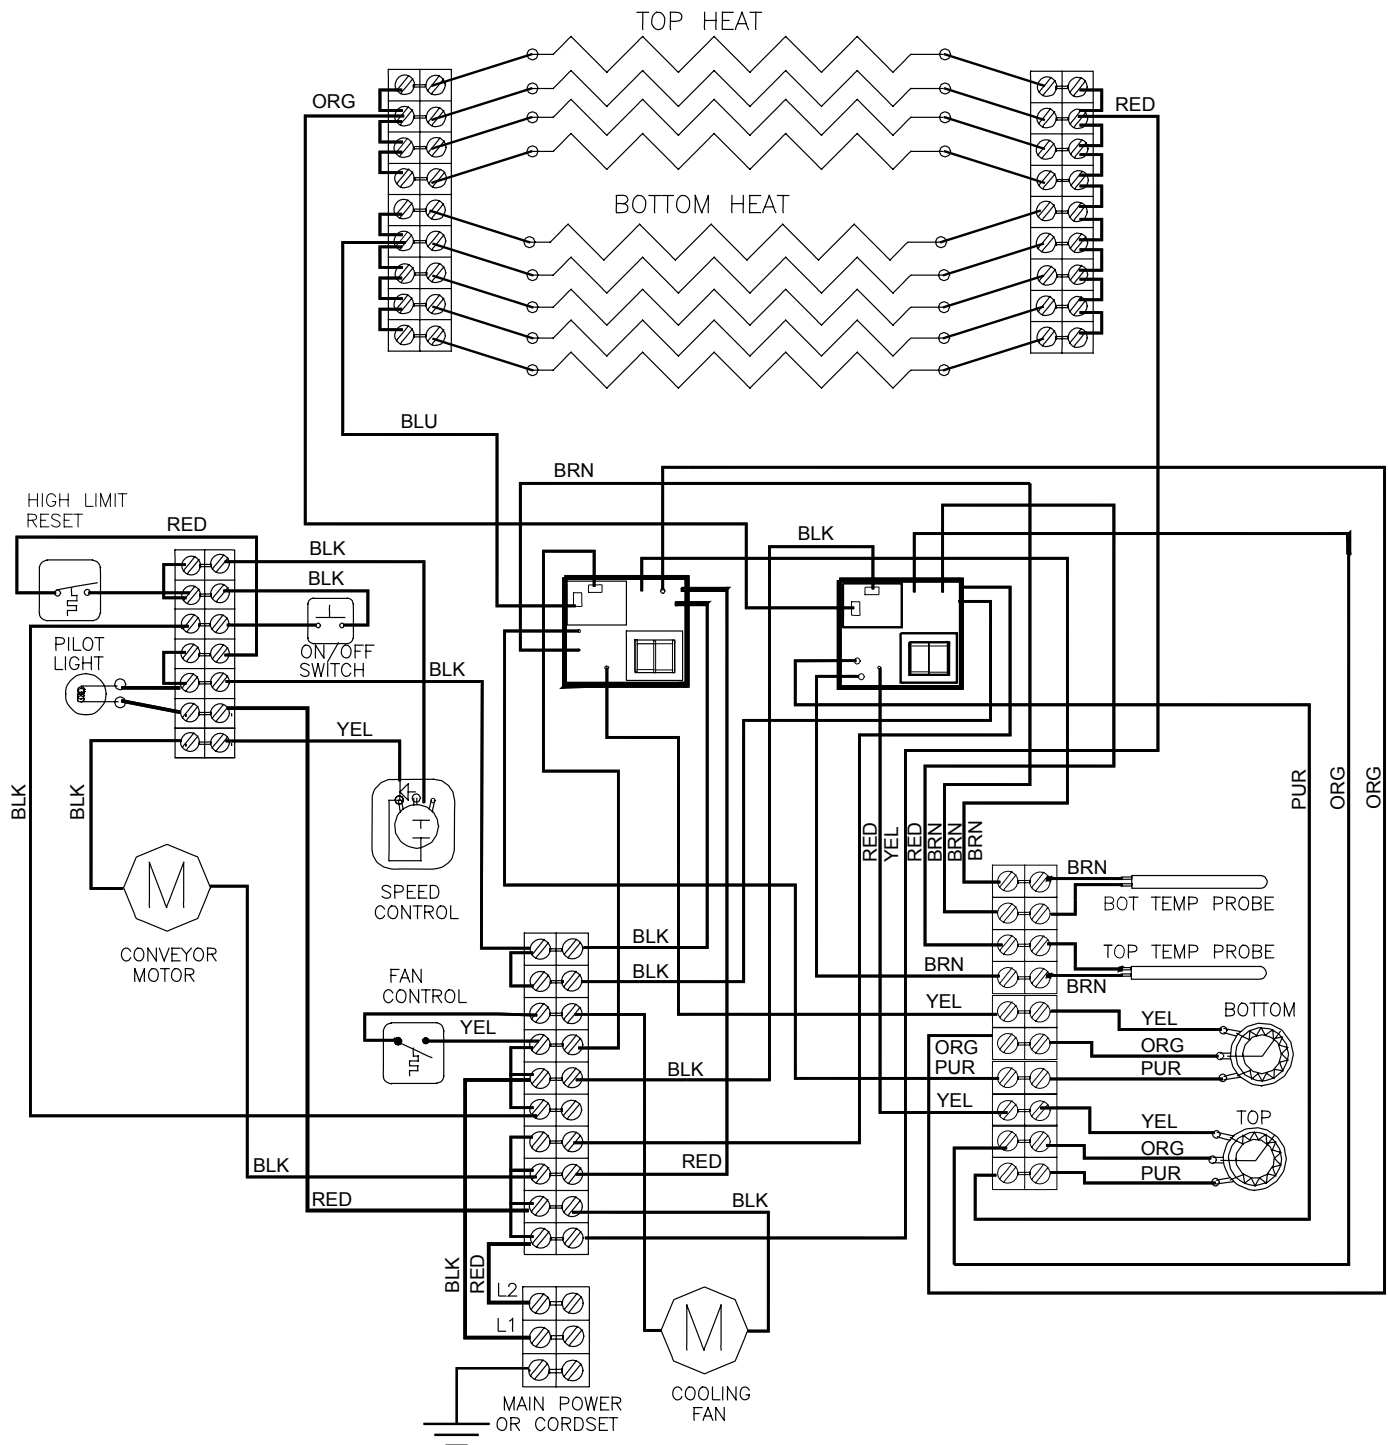 TOP HEAT
ORG
RED
BOTTOM HEAT
BLU
BRN
HIGH LIMIT
RESET
RED
BLK
BLK
BLK
PILOT
LIGHT
ON/OFF
SWITCH
BLK
YEL
BLK
BLK
PUR
ORG
ORG
RED
YEL
RED
BRN
BRN
BRN
M
SPEED
CONTROL
CONVEYOR
MOTOR
BRN
BOT TEMP PROBE
BLK
TOP TEMP PROBE
BRN
BRN
BLK
FAN
CONTROL
YEL
YEL
YEL
BOTTOM
ORG
ORG
PUR
PUR
BLK
YEL
YEL
TOP
ORG
PUR
BLK
RED
RED
BLK
BLK
RED
L2
L1
M
MAIN POWER
OR CORDSET
COOLING
FAN